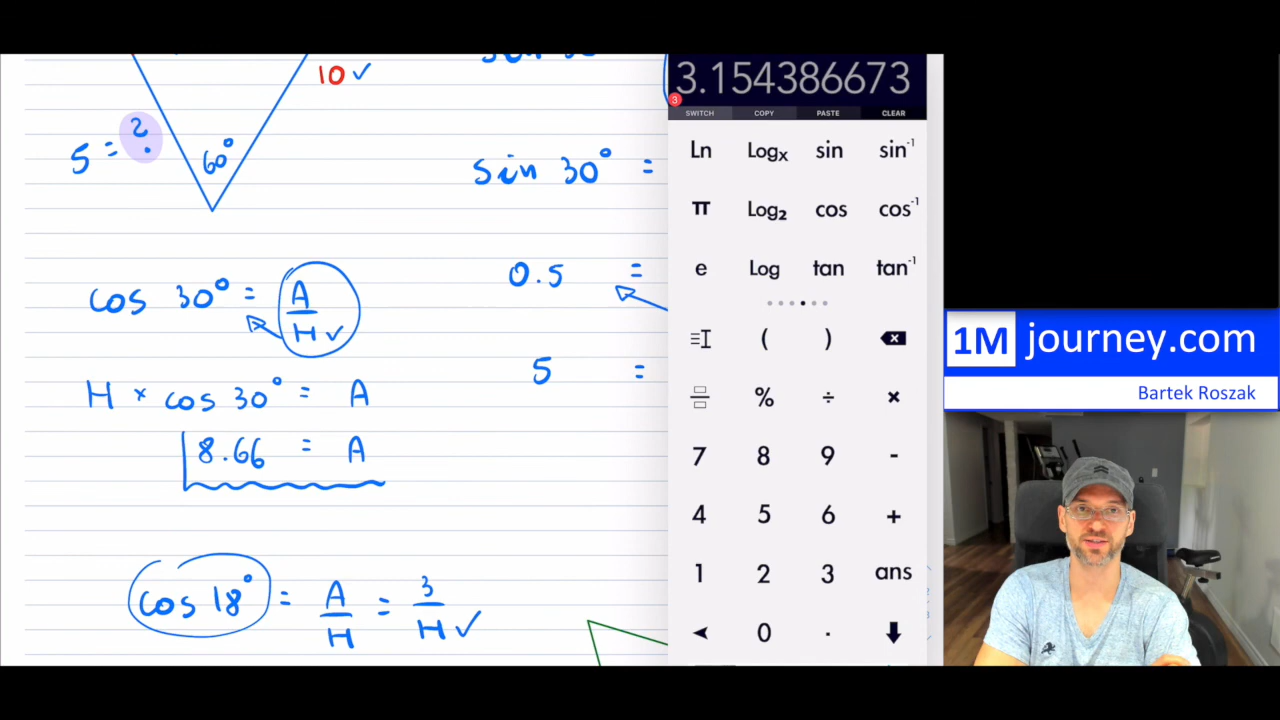 10 ✓
5 = ?
60°
sin 30° =
cos 30° = A/H ✓
0.5 =
5 =
H × cos 30° = A
8.66 = A
cos 18° = A/H = 3/H ✓
3.154386673
3
SWITCH COPY PASTE CLEAR
Ln Logx sin sin⁻¹
π Log₂ cos cos⁻¹
e Log tan tan⁻¹
( )
% ÷ ×
7 8 9 -
4 5 6 +
1 2 3 ans
0 .
1M journey.com
Bartek Roszak